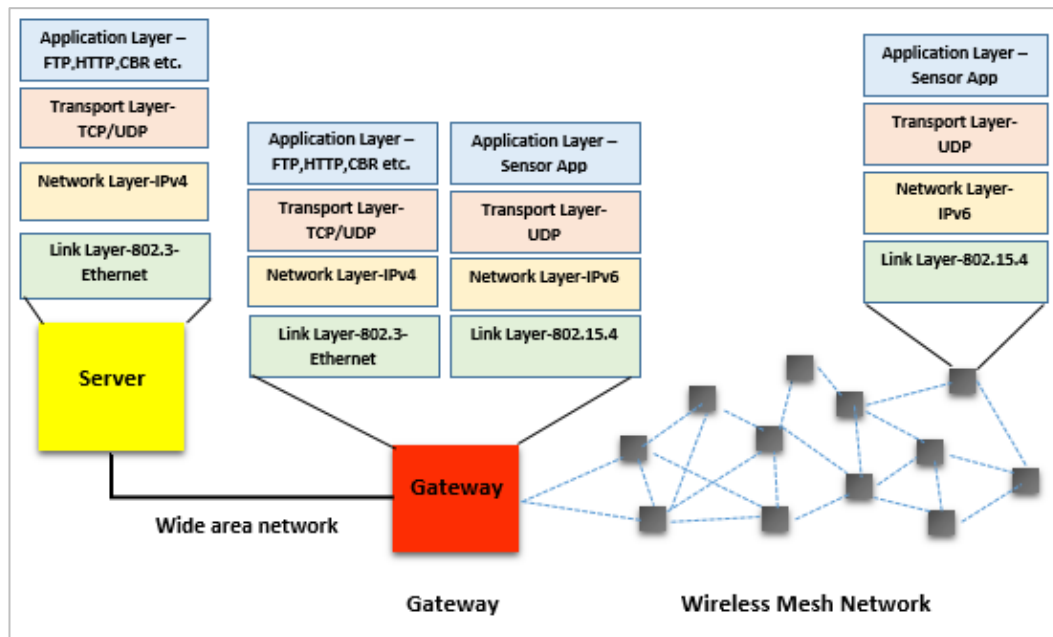 Application Layer –
FTP,HTTP,CBR etc.
Transport Layer-
TCP/UDP
Network Layer-IPv4
Link Layer-802.3-
Ethernet
Server
Application Layer –
FTP,HTTP,CBR etc.
Transport Layer-
TCP/UDP
Network Layer-IPv4
Link Layer-802.3-
Ethernet
Application Layer –
Sensor App
Transport Layer-
UDP
Network Layer-IPv6
Link Layer-802.15.4
Application Layer –
Sensor App
Transport Layer-
UDP
Network Layer-
IPv6
Link Layer-802.15.4
Gateway
Wide area network
Gateway
Wireless Mesh Network